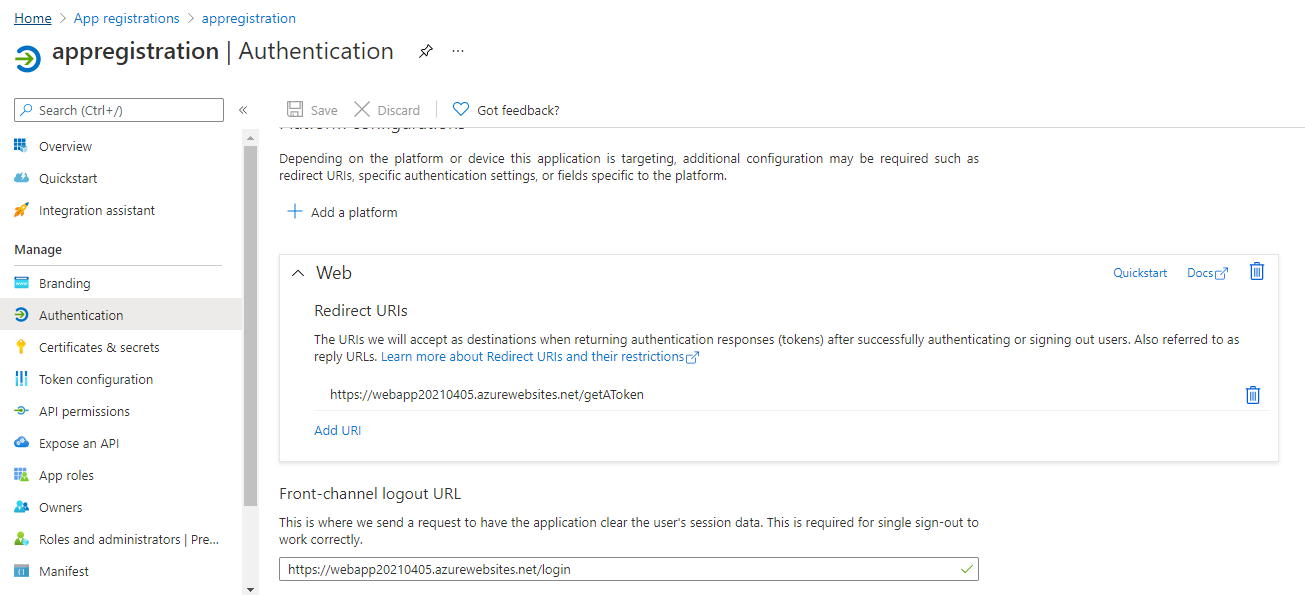 Home > App registrations > appregistration
appregistration | Authentication
Search (Ctrl+/)
«
Save
Discard
Got feedback?
Overview
Quickstart
Integration assistant
Manage
Branding
Authentication
Certificates & secrets
Token configuration
API permissions
Expose an API
App roles
Owners
Roles and administrators | Pre...
Manifest
Platform configurations
Depending on the platform or device this application is targeting, additional configuration may be required such as
redirect URIs, specific authentication settings, or fields specific to the platform.
Add a platform
Web
Quickstart
Docs
Redirect URIs
The URIs we will accept as destinations when returning authentication responses (tokens) after successfully authenticating or signing out users. Also referred to as
reply URLs. Learn more about Redirect URIs and their restrictions
https://webapp20210405.azurewebsites.net/getAToken
Add URI
Front-channel logout URL
This is where we send a request to have the application clear the user's session data. This is required for single sign-out to
work correctly.
https://webapp20210405.azurewebsites.net/login